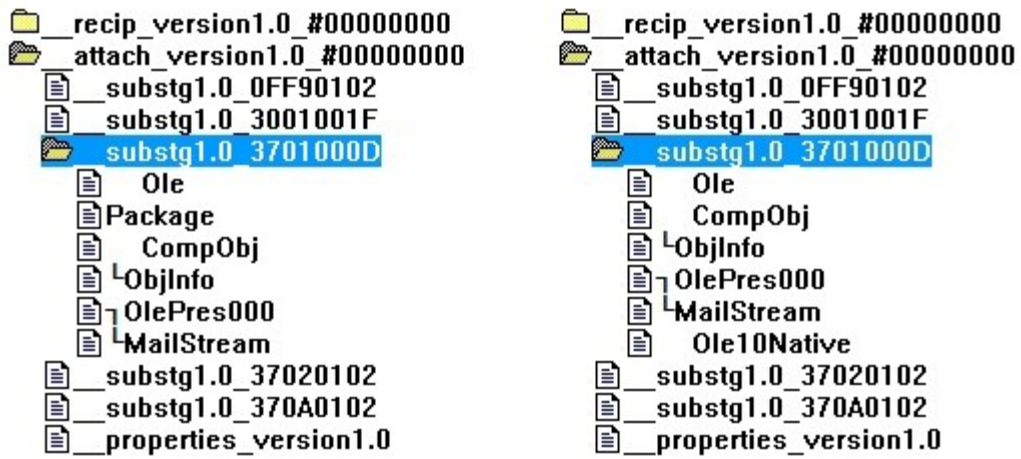 __recip_version1.0_#00000000
__attach_version1.0_#00000000
__substg1.0_0FF90102
__substg1.0_3001001F
__substg1.0_3701000D
Ole
Package
CompObj
└ObjInfo
┐OlePres000
└MailStream
__substg1.0_37020102
__substg1.0_370A0102
__properties_version1.0
__recip_version1.0_#00000000
__attach_version1.0_#00000000
__substg1.0_0FF90102
__substg1.0_3001001F
__substg1.0_3701000D
Ole
CompObj
└ObjInfo
┐OlePres000
└MailStream
Ole10Native
__substg1.0_37020102
__substg1.0_370A0102
__properties_version1.0